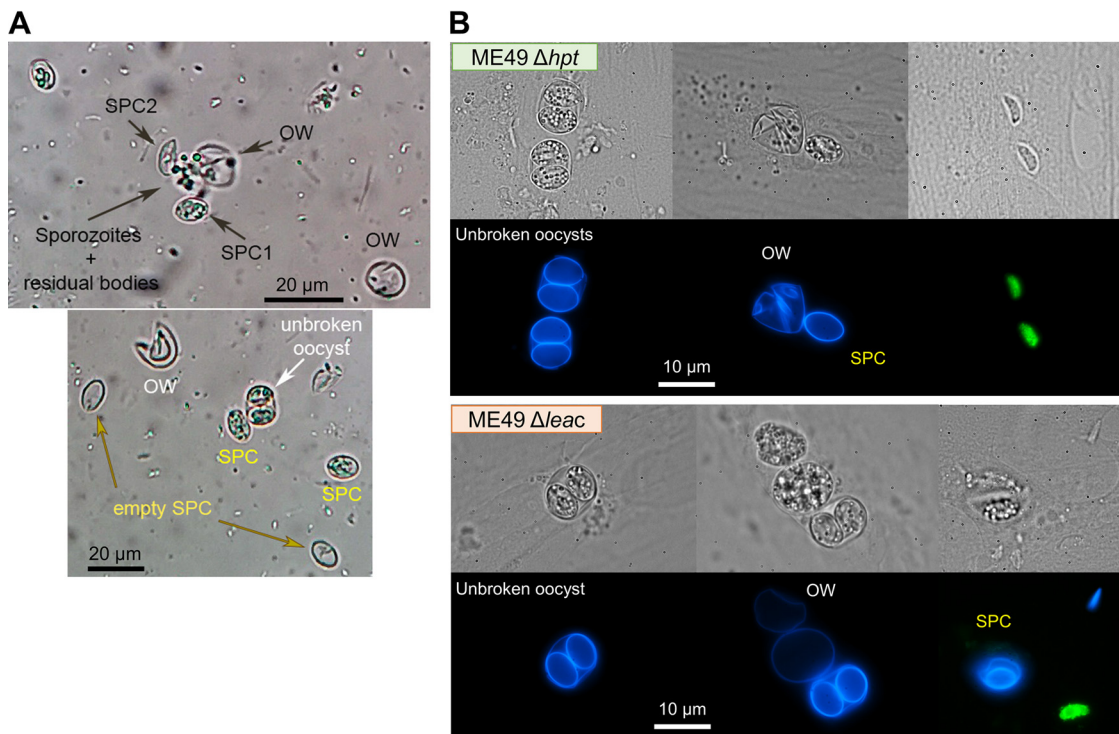 A
SPC2
OW
Sporozoites
+
residual bodies
SPC1
OW
20 µm
unbroken
oocyst
OW
SPC
SPC
empty SPC
20 µm
B
ME49 Δhpt
Unbroken oocysts
OW
SPC
10 µm
ME49 Δleac
Unbroken oocyst
OW
SPC
10 µm